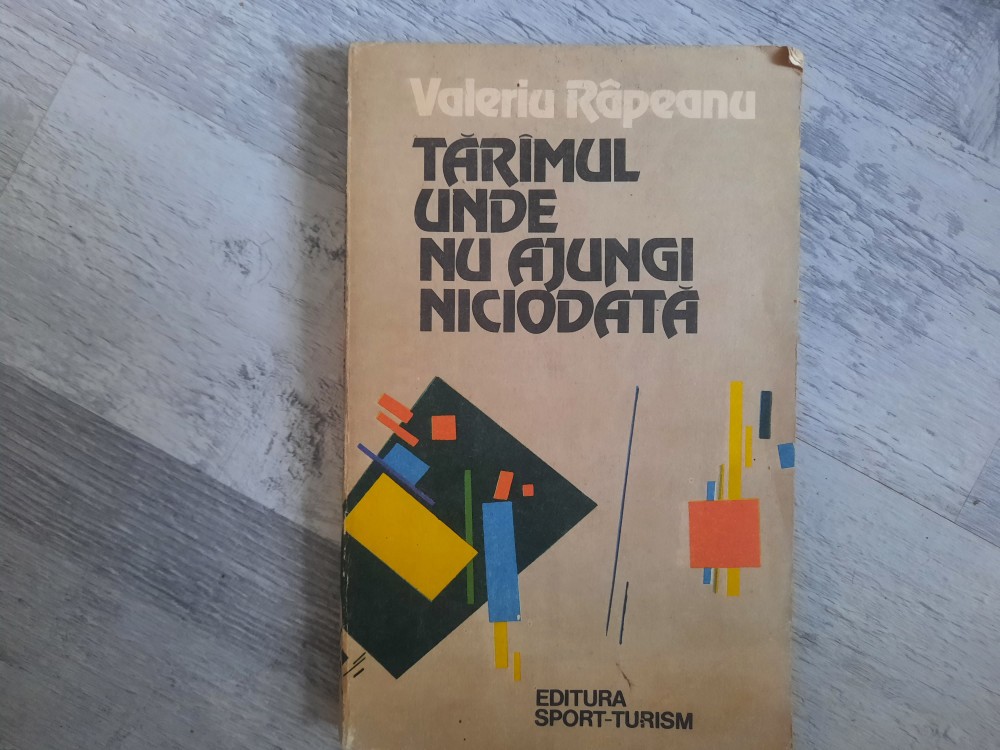 Valeriu Râpeanu
TĂRÎMUL
UNDE
NU AJUNGI
NICIODATĂ
EDITURA
SPORT-TURISM